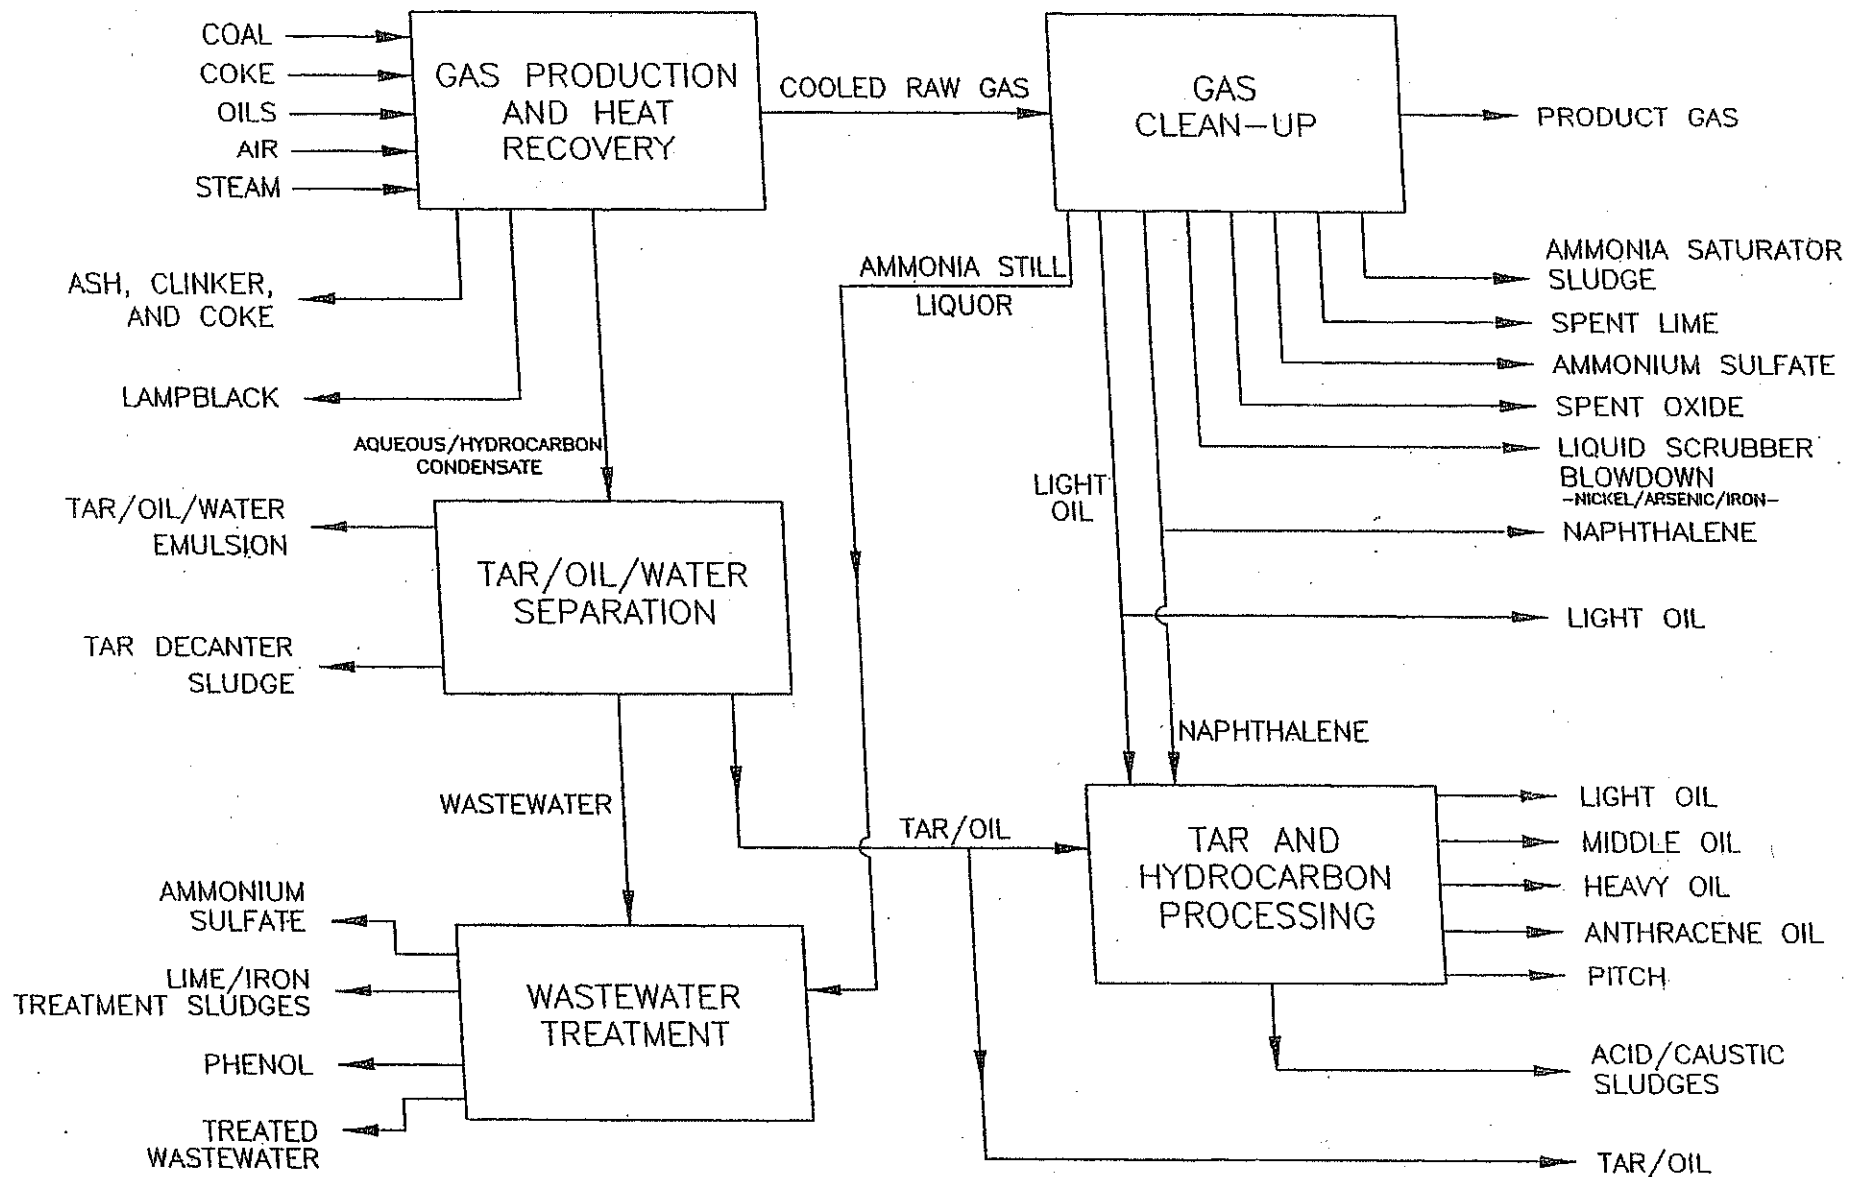 COAL
COKE
OILS
AIR
STEAM
GAS PRODUCTION
AND HEAT
RECOVERY
COOLED RAW GAS
GAS
CLEAN-UP
PRODUCT GAS
ASH, CLINKER,
AND COKE
LAMPBLACK
AQUEOUS/HYDROCARBON
CONDENSATE
AMMONIA STILL
LIQUOR
AMMONIA SATURATOR
SLUDGE
SPENT LIME
AMMONIUM SULFATE
SPENT OXIDE
LIQUID SCRUBBER
BLOWDOWN
-NICKEL/ARSENIC/IRON-
NAPHTHALENE
LIGHT OIL
LIGHT
OIL
NAPHTHALENE
TAR/OIL/WATER
EMULSION
TAR/OIL/WATER
SEPARATION
TAR DECANTER
SLUDGE
WASTEWATER
TAR/OIL
TAR AND
HYDROCARBON
PROCESSING
LIGHT OIL
MIDDLE OIL
HEAVY OIL
ANTHRACENE OIL
PITCH
ACID/CAUSTIC
SLUDGES
TAR/OIL
AMMONIUM
SULFATE
LIME/IRON
TREATMENT SLUDGES
PHENOL
TREATED
WASTEWATER
WASTEWATER
TREATMENT